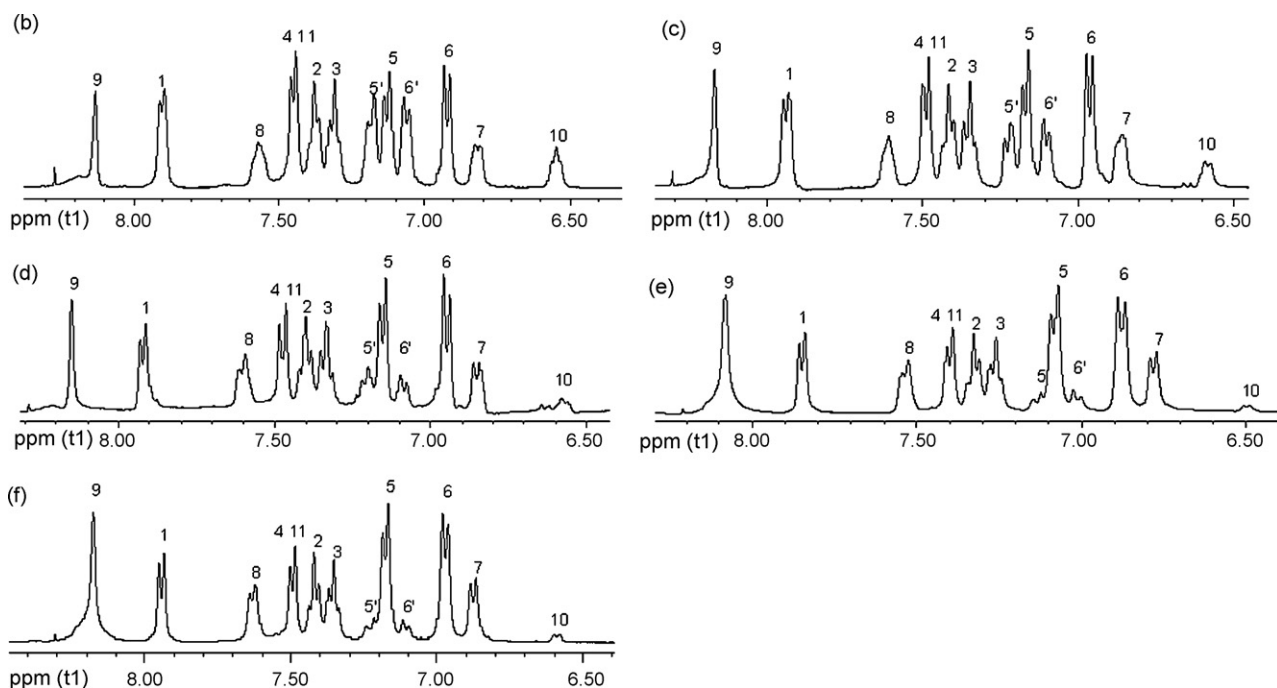 (b)
9 1 8 4 11 2 3 5' 5 6' 6 7 10
ppm (t1) 8.00 7.50 7.00 6.50
(c)
9 1 8 4 11 2 3 5' 5 6' 6 7 10
ppm (t1) 8.00 7.50 7.00 6.50
(d)
9 1 8 4 11 2 3 5' 5 6' 6 7 10
ppm (t1) 8.00 7.50 7.00 6.50
(e)
9 1 8 4 11 2 3 5 5 6' 6 7 10
ppm (t1) 8.00 7.50 7.00 6.50
(f)
9 1 8 4 11 2 3 5' 5 6' 6 7 10
ppm (t1) 8.00 7.50 7.00 6.50